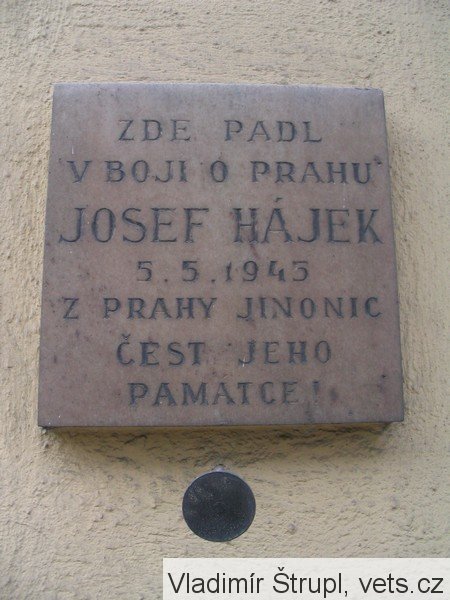 ZDE PADL
V BOJI O PRAHU
JOSEF HÁJEK
5.5.1945
Z PRAHY JINONIC
ČEST JEHO
PAMATCE!
Vladimír Štrupl, vets.cz